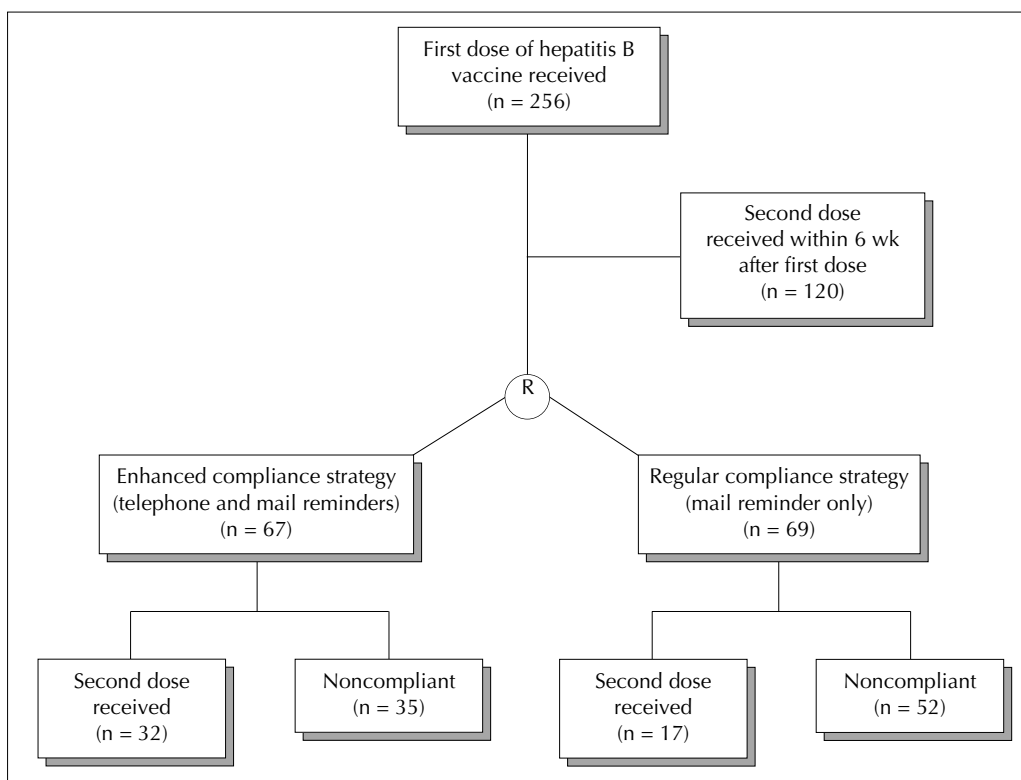 First dose of hepatitis B
vaccine received
(n = 256)
Second dose
received within 6 wk
after first dose
(n = 120)
R
Enhanced compliance strategy
(telephone and mail reminders)
(n = 67)
Regular compliance strategy
(mail reminder only)
(n = 69)
Second dose
received
(n = 32)
Noncompliant
(n = 35)
Second dose
received
(n = 17)
Noncompliant
(n = 52)